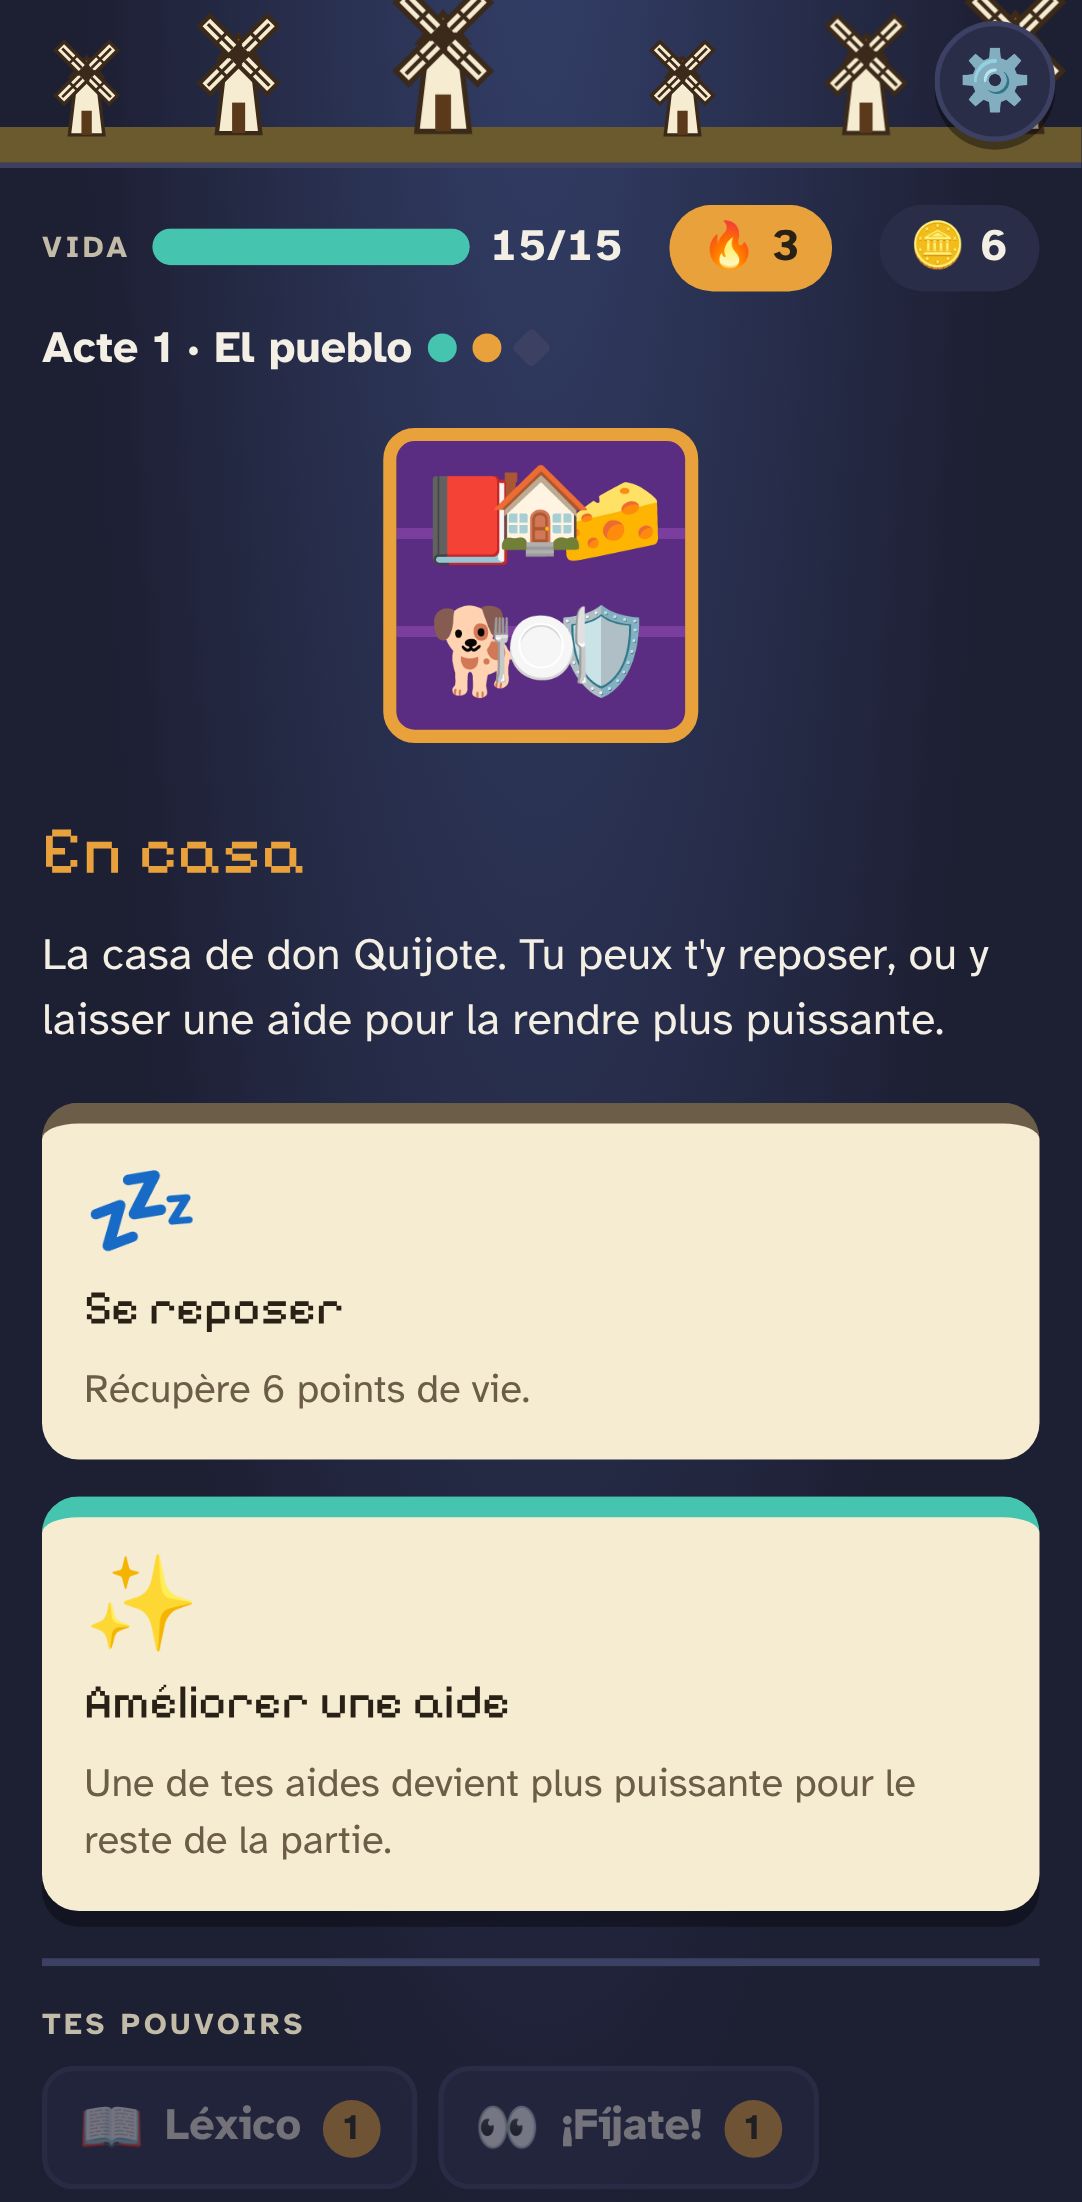 VIDA 15/15 3 6
Acte 1 · El pueblo
En casa
La casa de don Quijote. Tu peux t'y reposer, ou y
laisser une aide pour la rendre plus puissante.
Se reposer
Récupère 6 points de vie.
Améliorer une aide
Une de tes aides devient plus puissante pour le
reste de la partie.
TES POUVOIRS
Léxico 1 ¡Fíjate! 1